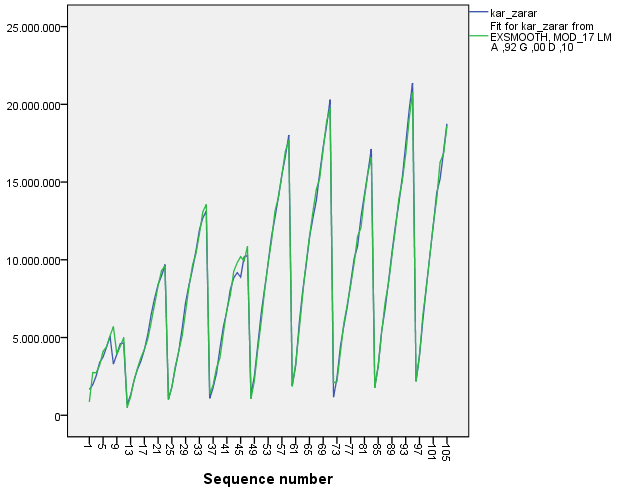 kar_zarar
Fit for kar_zarar from
EXSMOOTH, MOD_17 LM
A ,92 G ,00 D ,10
25.000.000
20.000.000
15.000.000
10.000.000
5.000.000
0
1 5 9 13 17 21 25 29 33 37 41 45 49 53 57 61 65 69 73 77 81 85 89 93 97 101 105
Sequence number